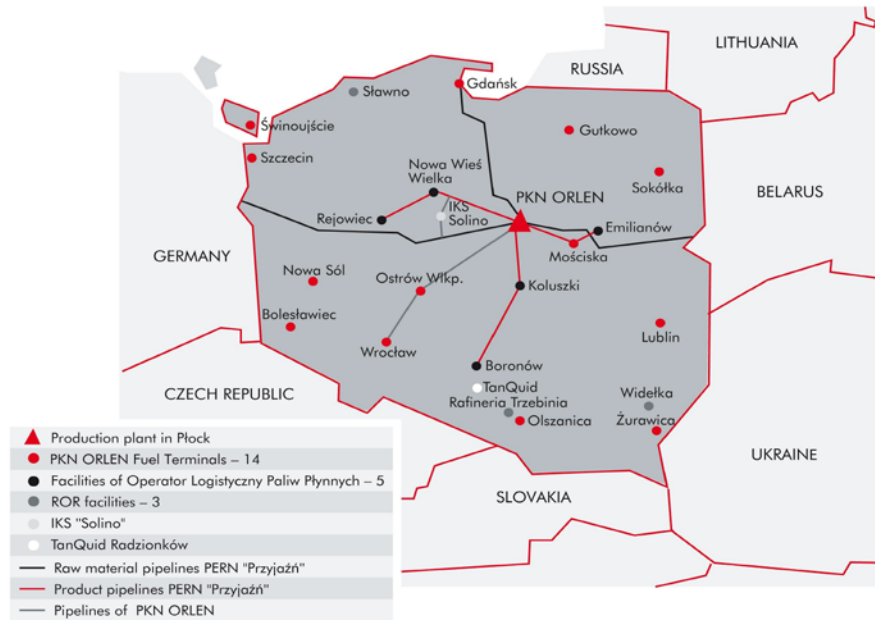 LITHUANIA
RUSSIA
Gdańsk
Sławno
Świnoujście
Gutkowo
Szczecin
Nowa Wieś
Wielka
Sokółka
PKN ORLEN
BELARUS
IKS
Solino
Rejowiec
Emilianów
Mościska
GERMANY
Nowa Sól
Ostrów Wlkp.
Koluszki
Bolesławiec
Lublin
Wrocław
Boronów
CZECH REPUBLIC
TanQuid
Rafineria Trzebinia
Widełka
Olszanica
Żurawica
UKRAINE
SLOVAKIA
Production plant in Płock
PKN ORLEN Fuel Terminals – 14
Facilities of Operator Logistyczny Paliw Płynnych – 5
ROR facilities – 3
IKS "Solino"
TanQuid Radzionków
Raw material pipelines PERN "Przyjaźń"
Product pipelines PERN "Przyjaźń"
Pipelines of PKN ORLEN